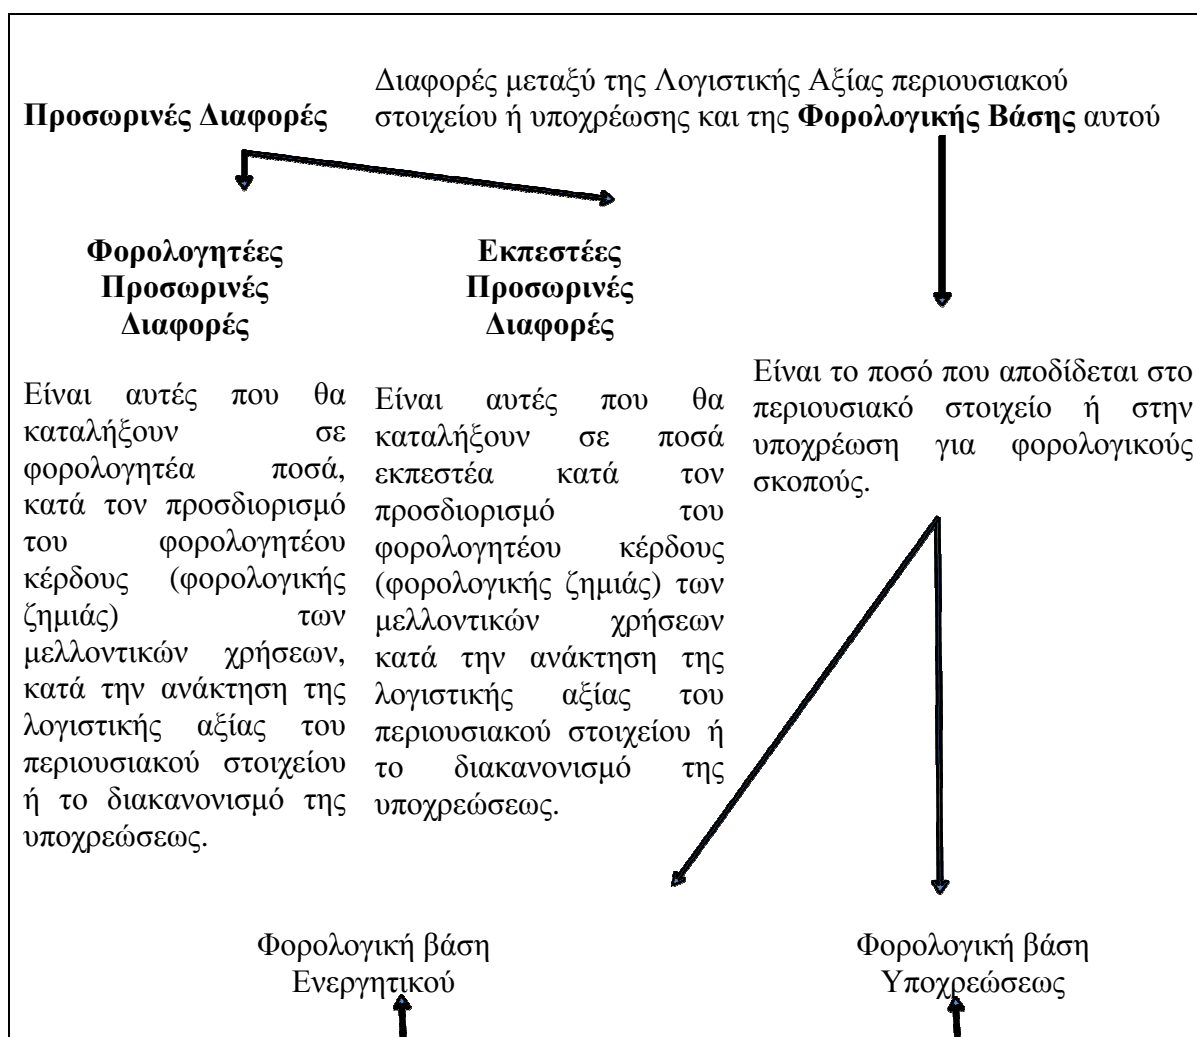 Προσωρινές Διαφορές
Διαφορές μεταξύ της Λογιστικής Αξίας περιουσιακού
στοιχείου ή υποχρέωσης και της Φορολογικής Βάσης αυτού
Φορολογητέες
Προσωρινές
Διαφορές
Εκπεστέες
Προσωρινές
Διαφορές
Είναι αυτές που θα
καταλήξουν σε
φορολογητέα ποσά,
κατά τον προσδιορισμό
του φορολογητέου
κέρδους (φορολογικής
ζημιάς) των
μελλοντικών χρήσεων,
κατά την ανάκτηση της
λογιστικής αξίας του
περιουσιακού στοιχείου
ή το διακανονισμό της
υποχρεώσεως.
Είναι αυτές που θα
καταλήξουν σε ποσά
εκπεστέα κατά τον
προσδιορισμό του
φορολογητέου κέρδους
(φορολογικής ζημιάς) των
μελλοντικών χρήσεων
κατά την ανάκτηση της
λογιστικής αξίας του
περιουσιακού στοιχείου ή
το διακανονισμό της
υποχρεώσεως.
Είναι το ποσό που αποδίδεται στο
περιουσιακό στοιχείο ή στην
υποχρέωση για φορολογικούς
σκοπούς.
Φορολογική βάση
Ενεργητικού
Φορολογική βάση
Υποχρεώσεως